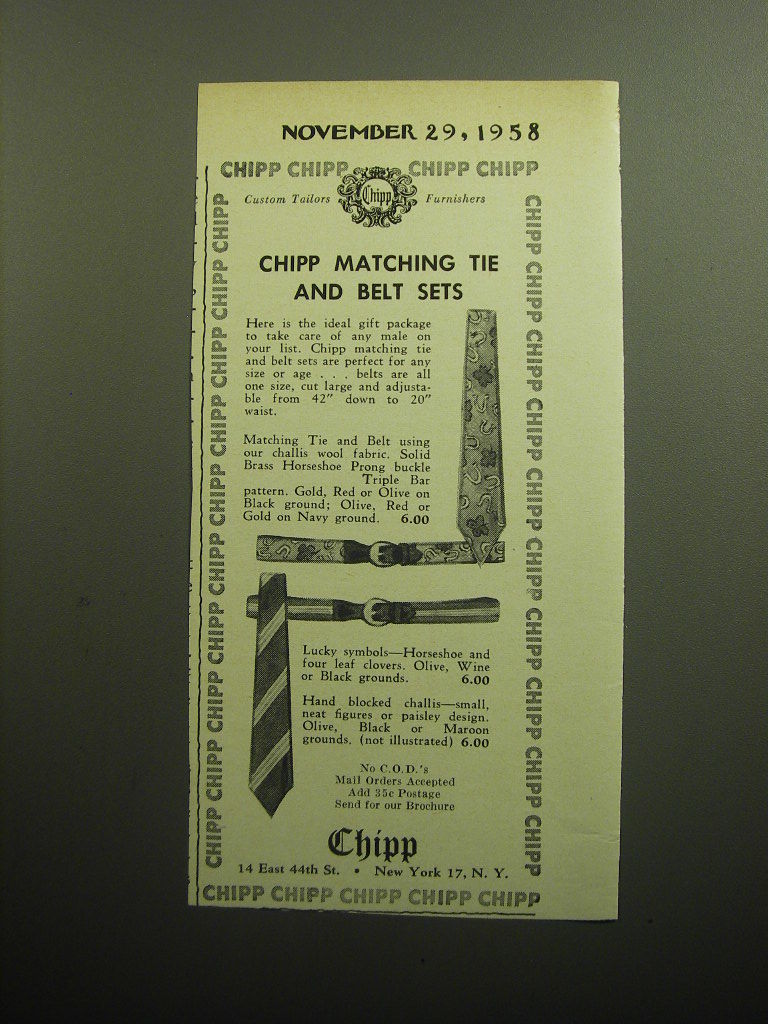 NOVEMBER 29, 1958
CHIPP CHIPP CHIPP CHIPP
Custom Tailors Chipp Furnishers
CHIPP MATCHING TIE
AND BELT SETS
Here is the ideal gift package
to take care of any male on
your list. Chipp matching tie
and belt sets are perfect for any
size or age . . . belts are all
one size, cut large and adjusta-
ble from 42" down to 20"
waist.
Matching Tie and Belt using
our challis wool fabric. Solid
Brass Horseshoe Prong buckle
Triple Bar
pattern. Gold, Red or Olive on
Black ground; Olive, Red or
Gold on Navy ground. 6.00
Lucky symbols—Horseshoe and
four leaf clovers. Olive, Wine
or Black grounds. 6.00
Hand blocked challis—small,
neat figures or paisley design.
Olive, Black or Maroon
grounds. (not illustrated) 6.00
No C.O.D.'s
Mail Orders Accepted
Add 35c Postage
Send for our Brochure
Chipp
14 East 44th St. • New York 17, N. Y.
CHIPP CHIPP CHIPP CHIPP CHIPP
CHIPP CHIPP CHIPP CHIPP CHIPP CHIPP CHIPP CHIPP CHIPP CHIPP
CHIPP CHIPP CHIPP CHIPP CHIPP CHIPP CHIPP CHIPP CHIPP CHIPP